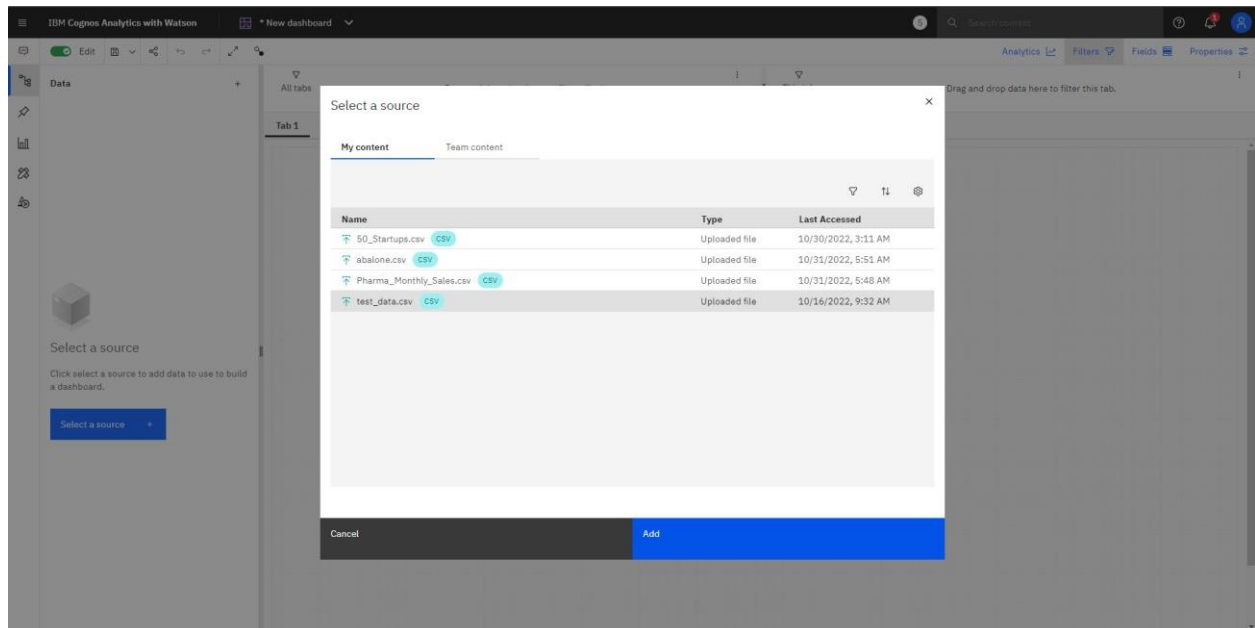 IBM Cognos Analytics with Watson
* New dashboard
S
Search content
Edit
Analytics
Filters
Fields
Properties
Data
+
All tabs
Drag and drop data here to filter this tab.
Tab 1
Select a source
My content
Team content
Name Type Last Accessed
50_Startups.csv CSV Uploaded file 10/30/2022, 3:11 AM
abalone.csv CSV Uploaded file 10/31/2022, 5:51 AM
Pharma_Monthly_Sales.csv CSV Uploaded file 10/31/2022, 5:48 AM
test_data.csv CSV Uploaded file 10/16/2022, 9:32 AM
Cancel
Add
Select a source
Click select a source to add data to use to build
a dashboard.
Select a source +